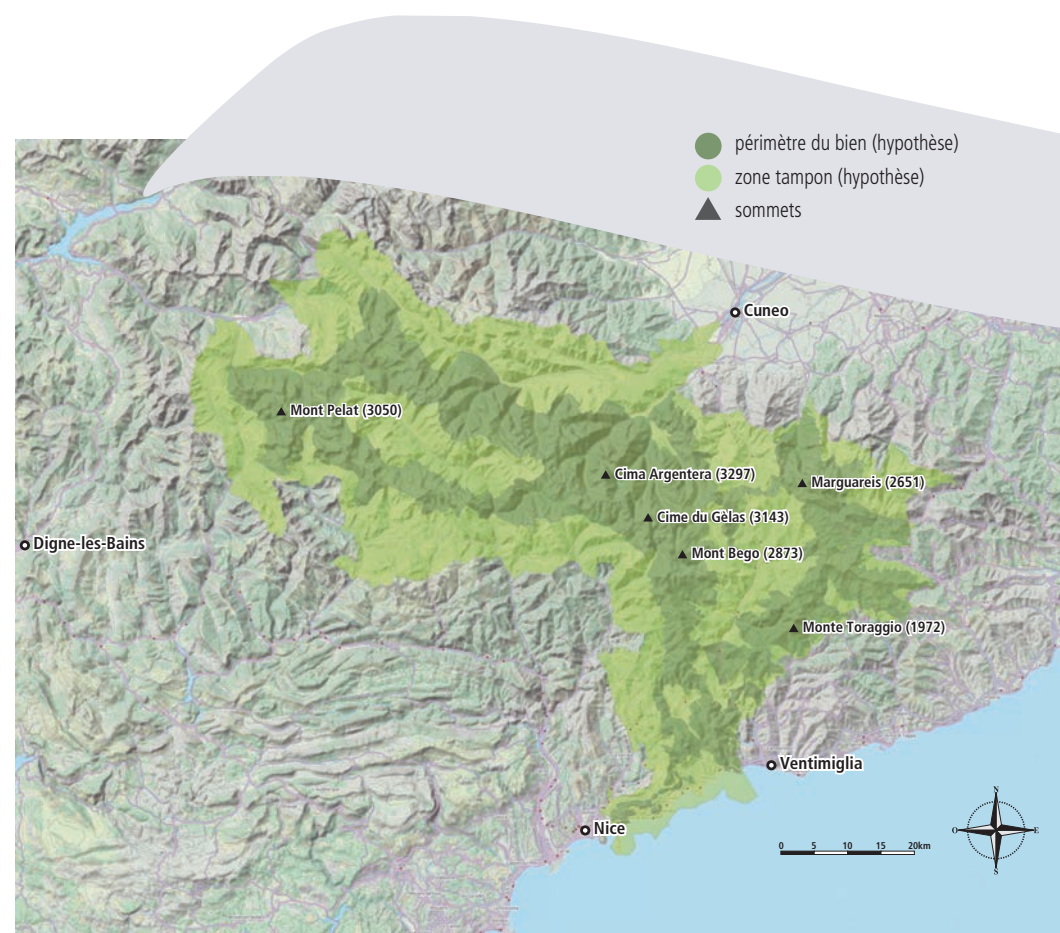 périmètre du bien (hypothèse)
zone tampon (hypothèse)
sommets
Cuneo
Mont Pelat (3050)
Cima Argentera (3297)
Marguareis (2651)
Cime du Gèlas (3143)
Digne-les-Bains
Mont Bego (2873)
Monte Toraggio (1972)
Ventimiglia
Nice
N
O E
S
0 5 10 15 20km